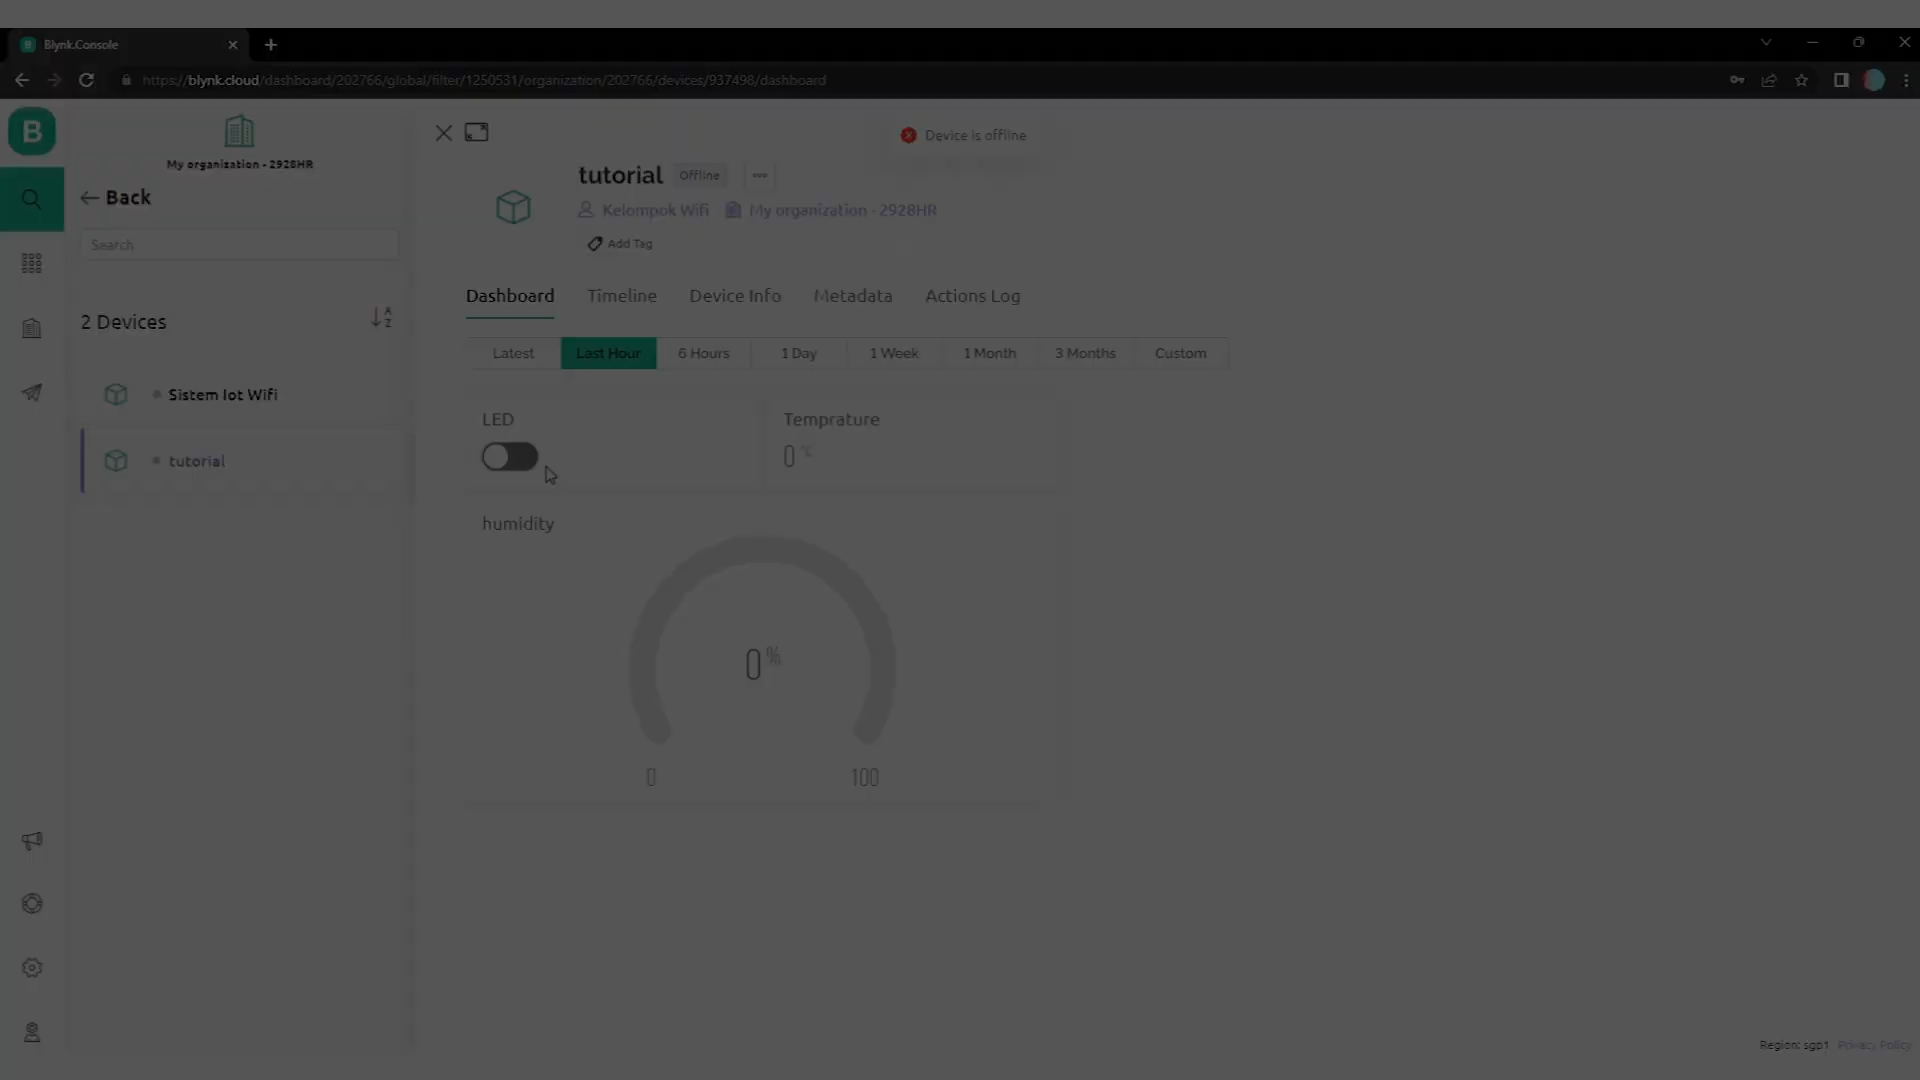 Blynk.Console
https://blynk.cloud/dashboard/202766/global/filter/1250531/organization/202766/devices/937498/dashboard
B
My organization - 2928HR
Back
Search
2 Devices
A
Z
Sistem Iot Wifi
tutorial
Device is offline
tutorial
Offline
Kelompok Wifi
My organization - 2928HR
Add Tag
Dashboard Timeline Device Info Metadata Actions Log
Latest Last Hour 6 Hours 1 Day 1 Week 1 Month 3 Months Custom
LED
Temprature
0 °C
humidity
0 %
0
100
Region: sgp1 Privacy Policy